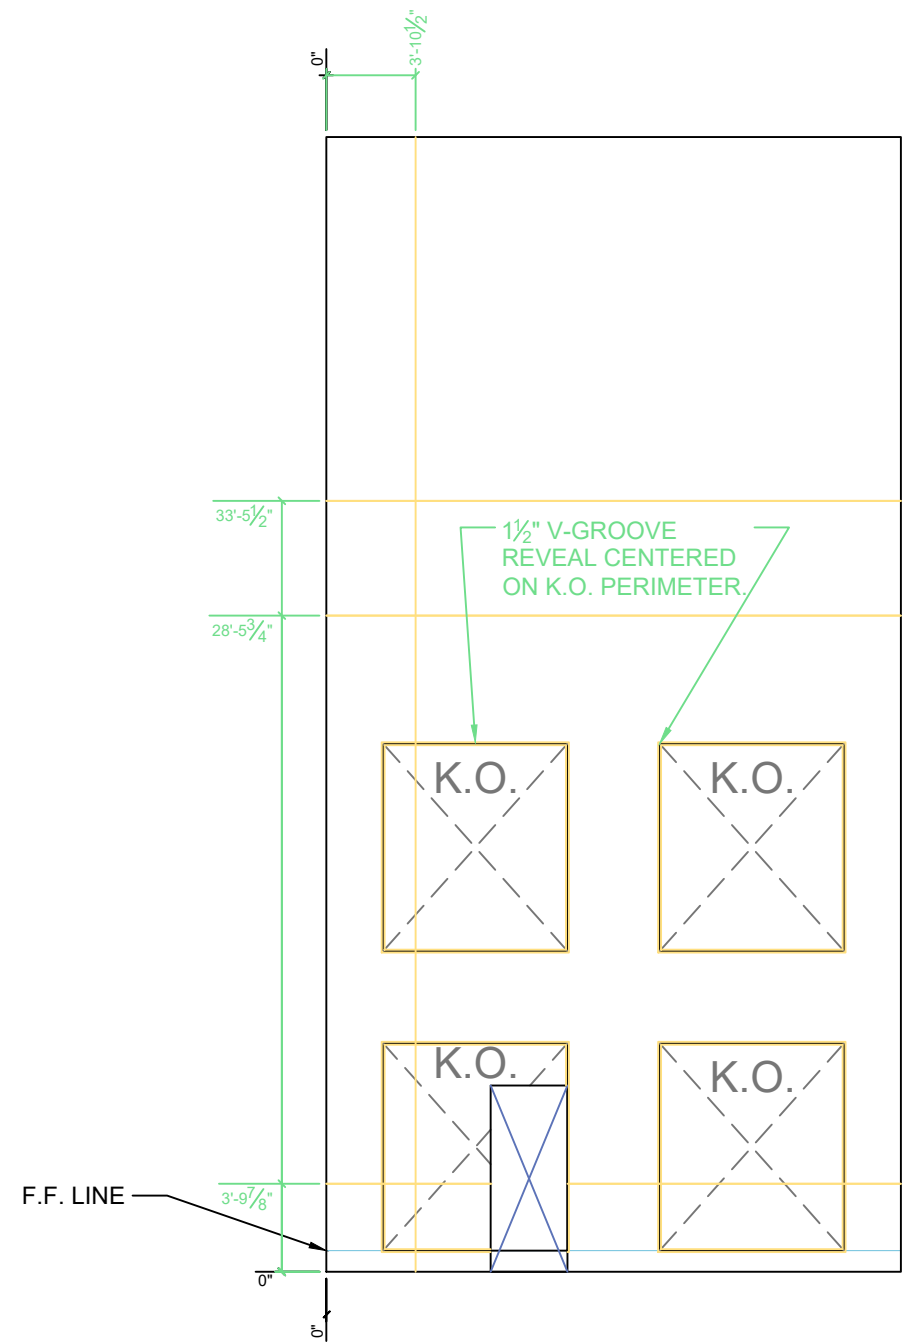 0"
3'-10½"
33'-5½"
1½" V-GROOVE
REVEAL CENTERED
ON K.O. PERIMETER.
28'-5¾"
K.O.
K.O.
K.O.
K.O.
F.F. LINE
3'-9⅞"
0"
0"